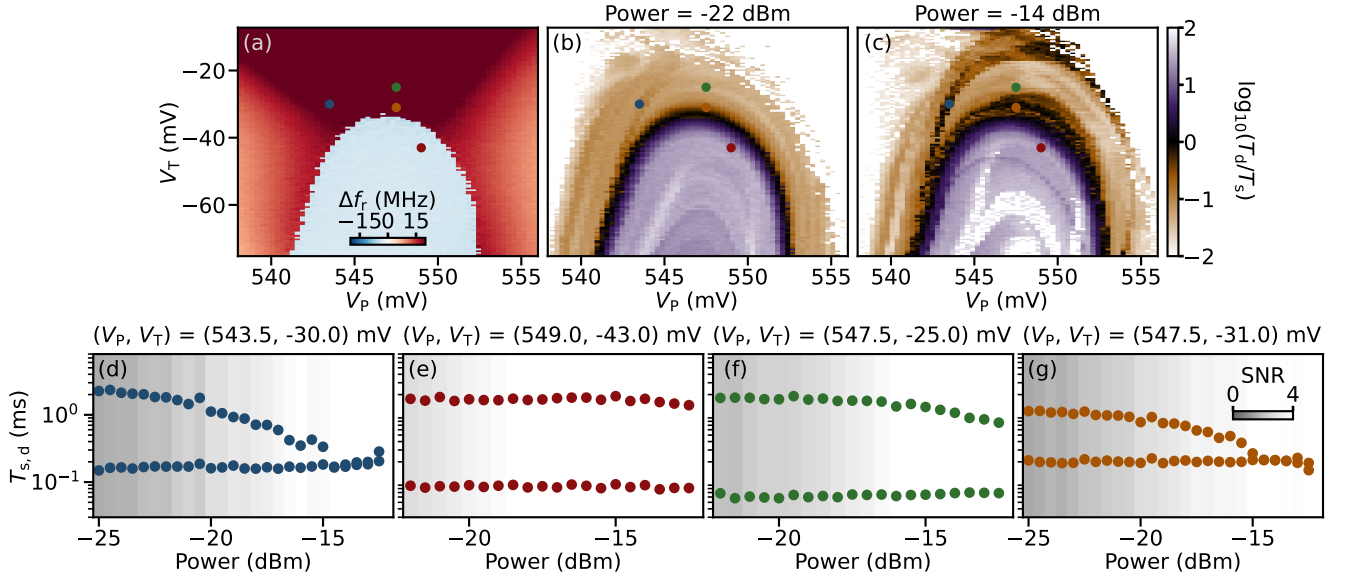 Power = -22 dBm
Power = -14 dBm
(a)
(b)
(c)
V_T (mV)
−20
−40
−60
Δf_r (MHz)
−15 0 15
540 545 550 555
V_P (mV)
540 545 550 555
V_P (mV)
540 545 550 555
V_P (mV)
2
1
0
−1
−2
log₁₀(T_d/T_s)
(V_P, V_T) = (543.5, -30.0) mV
(V_P, V_T) = (549.0, -43.0) mV
(V_P, V_T) = (547.5, -25.0) mV
(V_P, V_T) = (547.5, -31.0) mV
(d)
(e)
(f)
(g)
SNR
0 4
T_s,d (ms)
10⁰
10⁻¹
−25 −20 −15
Power (dBm)
−20 −15
Power (dBm)
−20 −15
Power (dBm)
−25 −20 −15
Power (dBm)